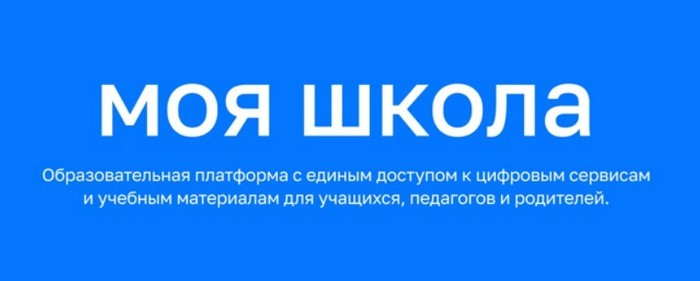 моя школа
Образовательная платформа с единым доступом к цифровым сервисам
и учебным материалам для учащихся, педагогов и родителей.